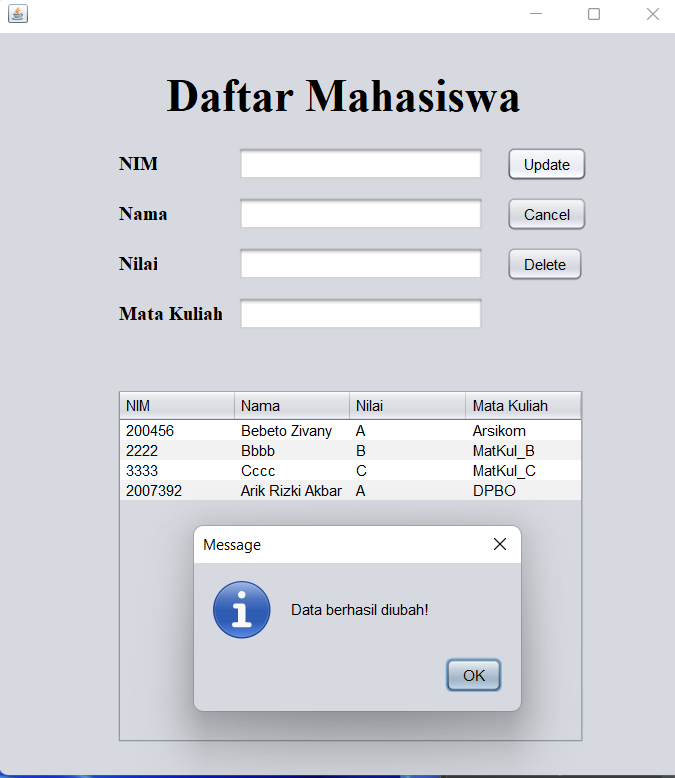 Daftar Mahasiswa
NIM
Update
Nama
Cancel
Nilai
Delete
Mata Kuliah
NIM Nama Nilai Mata Kuliah
200456 Bebeto Zivany A Arsikom
2222 Bbbb B MatKul_B
3333 Cccc C MatKul_C
2007392 Arik Rizki Akbar A DPBO
Message
Data berhasil diubah!
OK